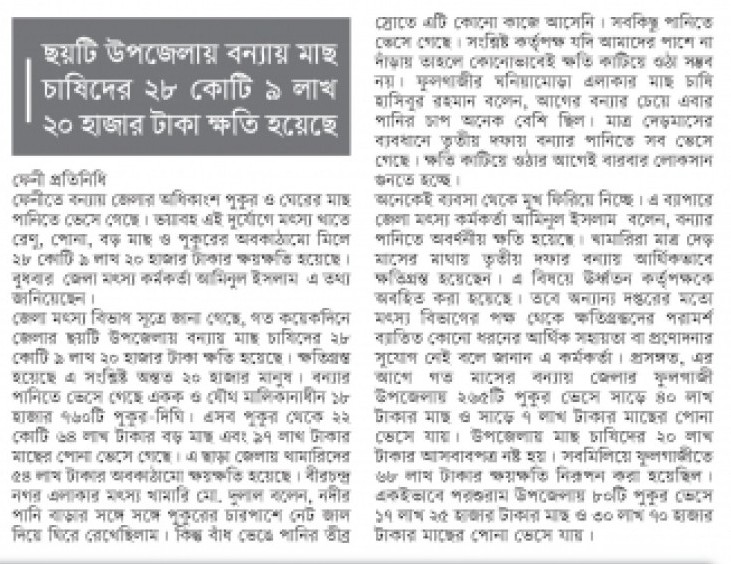 ছয়টি উপজেলায় বন্যায় মাছ
চাষিদের ২৮ কোটি ৯ লাখ
২০ হাজার টাকা ক্ষতি হয়েছে
ফেনী প্রতিনিধি
ফেনীতে বন্যায় জেলার অধিকাংশ পুকুর ও ঘেরের মাছ
পানিতে ভেসে গেছে। ভয়াবহ এই দুর্যোগে মৎস্য খাতে
রেণু, পোনা, বড় মাছ ও পুকুরের অবকাঠামো মিলে
২৮ কোটি ৯ লাখ ২০ হাজার টাকার ক্ষয়ক্ষতি হয়েছে।
বুধবার জেলা মৎস্য কর্মকর্তা আমিনুল ইসলাম এ তথ্য
জানিয়েছেন।
জেলা মৎস্য বিভাগ সূত্রে জানা গেছে, গত কয়েকদিনে
জেলার ছয়টি উপজেলায় বন্যায় মাছ চাষিদের ২৮
কোটি ৯ লাখ ২০ হাজার টাকা ক্ষতি হয়েছে। ক্ষতিগ্রস্ত
হয়েছে এ সংশ্লিষ্ট অন্তত ২০ হাজার মানুষ। বন্যার
পানিতে ভেসে গেছে একক ও যৌথ মালিকানাধীন ১৮
হাজার ৭৬০টি পুকুর-দিঘি। এসব পুকুর থেকে ২২
কোটি ৬৪ লাখ টাকার বড় মাছ এবং ৯৭ লাখ টাকার
মাছের পোনা ভেসে গেছে। এ ছাড়া জেলায় খামারিদের
৫৪ লাখ টাকার অবকাঠামো ক্ষয়ক্ষতি হয়েছে। বীরচন্দ্র
নগর এলাকার মৎস্য খামারি মো. দুলাল বলেন, নদীর
পানি বাড়ার সঙ্গে সঙ্গে পুকুরের চারপাশে নেট জাল
দিয়ে ঘিরে রেখেছিলাম। কিন্তু বাঁধ ভেঙে পানির তীব্র
স্রোতে এটি কোনো কাজে আসেনি। সবকিছু পানিতে
ভেসে গেছে। সংশ্লিষ্ট কর্তৃপক্ষ যদি আমাদের পাশে না
দাঁড়ায় তাহলে কোনোভাবেই ক্ষতি কাটিয়ে ওঠা সম্ভব
নয়। ফুলগাজীর ঘনিয়ামোড়া এলাকার মাছ চাষি
হাসিবুর রহমান বলেন, আগের বন্যার চেয়ে এবার
পানির চাপ অনেক বেশি ছিল। মাত্র দেড়মাসের
ব্যবধানে তৃতীয় দফায় বন্যার পানিতে সব ভেসে
গেছে। ক্ষতি কাটিয়ে ওঠার আগেই বারবার লোকসান
গুনতে হচ্ছে।
অনেকেই ব্যবসা থেকে মুখ ফিরিয়ে নিচ্ছে। এ ব্যাপারে
জেলা মৎস্য কর্মকর্তা আমিনুল ইসলাম বলেন, বন্যার
পানিতে অবর্ণনীয় ক্ষতি হয়েছে। খামারিরা মাত্র দেড়
মাসের মাথায় তৃতীয় দফার বন্যায় আর্থিকভাবে
ক্ষতিগ্রস্ত হয়েছেন। এ বিষয়ে ঊর্ধ্বতন কর্তৃপক্ষকে
অবহিত করা হয়েছে। তবে অন্যান্য দপ্তরের মতো
মৎস্য বিভাগের পক্ষ থেকে ক্ষতিগ্রস্তদের পরামর্শ
ব্যতিত কোনো ধরনের আর্থিক সহায়তা বা প্রণোদনার
সুযোগ নেই বলে জানান এ কর্মকর্তা। প্রসঙ্গত, এর
আগে গত মাসের বন্যায় জেলার ফুলগাজী
উপজেলায় ২৬৫টি পুকুর ভেসে সাড়ে ৪০ লাখ
টাকার মাছ ও সাড়ে ৭ লাখ টাকার মাছের পোনা
ভেসে যায়। উপজেলায় মাছ চাষিদের ২০ লাখ
টাকার আসবাবপত্র নষ্ট হয়। সবমিলিয়ে ফুলগাজীতে
৬৮ লাখ টাকার ক্ষয়ক্ষতি নিরূপন করা হয়েছিল।
একইভাবে পরশুরাম উপজেলায় ৮০টি পুকুর ভেসে
১৭ লাখ ২৫ হাজার টাকার মাছ ও ৩০ লাখ ৭০ হাজার
টাকার মাছের পোনা ভেসে যায়।